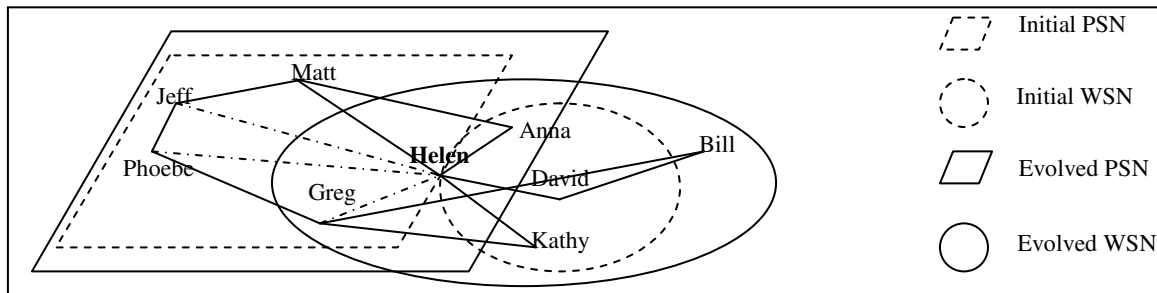 Matt
Jeff
Anna
Helen
Bill
Phoebe
David
Greg
Kathy
Initial PSN
Initial WSN
Evolved PSN
Evolved WSN